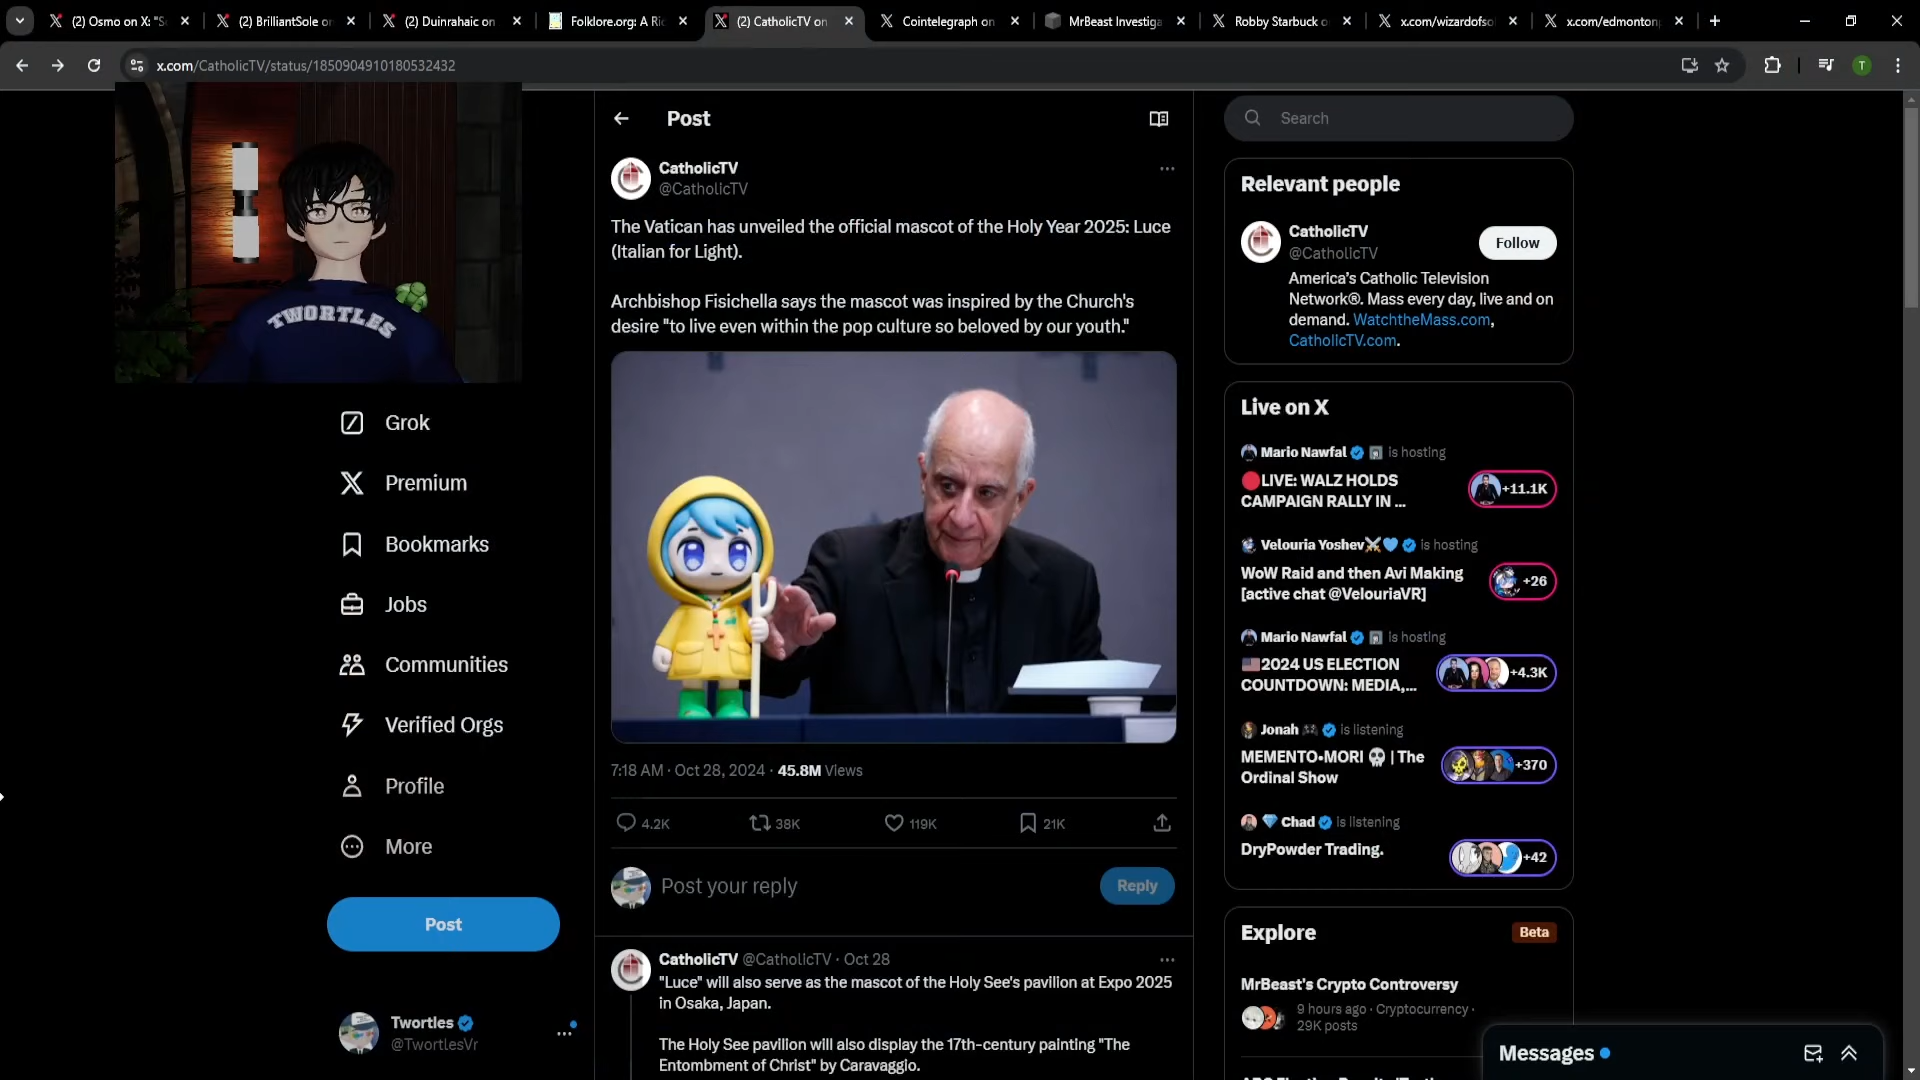 (2) Osmo on X: "S
(2) BrilliantSole on
(2) Duinrahaic on
Folklore.org: A Ri
(2) CatholicTV on
Cointelegraph on
MrBeast Investiga
Robby Starbuck o
x.com/wizardofso
x.com/edmontonp
x.com/CatholicTV/status/1850904910180532432
T
TWORTLES
Grok
Premium
Bookmarks
Jobs
Communities
Verified Orgs
Profile
More
Post
Twortles
@TwortlesVr
Post
CatholicTV
@CatholicTV
The Vatican has unveiled the official mascot of the Holy Year 2025: Luce
(Italian for Light).
Archbishop Fisichella says the mascot was inspired by the Church's
desire "to live even within the pop culture so beloved by our youth."
7:18 AM · Oct 28, 2024 · 45.8M Views
4.2K
38K
119K
21K
Post your reply
Reply
CatholicTV @CatholicTV · Oct 28
"Luce" will also serve as the mascot of the Holy See's pavilion at Expo 2025
in Osaka, Japan.
The Holy See pavilion will also display the 17th-century painting "The
Entombment of Christ" by Caravaggio.
Search
Relevant people
CatholicTV
@CatholicTV
Follow
America's Catholic Television
Network®. Mass every day, live and on
demand. WatchtheMass.com,
CatholicTV.com.
Live on X
Mario Nawfal is hosting
LIVE: WALZ HOLDS
CAMPAIGN RALLY IN ...
+11.1K
Velouria Yoshev is hosting
WoW Raid and then Avi Making
[active chat @VelouriaVR]
+26
Mario Nawfal is hosting
2024 US ELECTION
COUNTDOWN: MEDIA,...
+4.3K
Jonah is listening
MEMENTO•MORI | The
Ordinal Show
+370
Chad is listening
DryPowder Trading.
+42
Explore
Beta
MrBeast's Crypto Controversy
9 hours ago · Cryptocurrency ·
29K posts
Messages